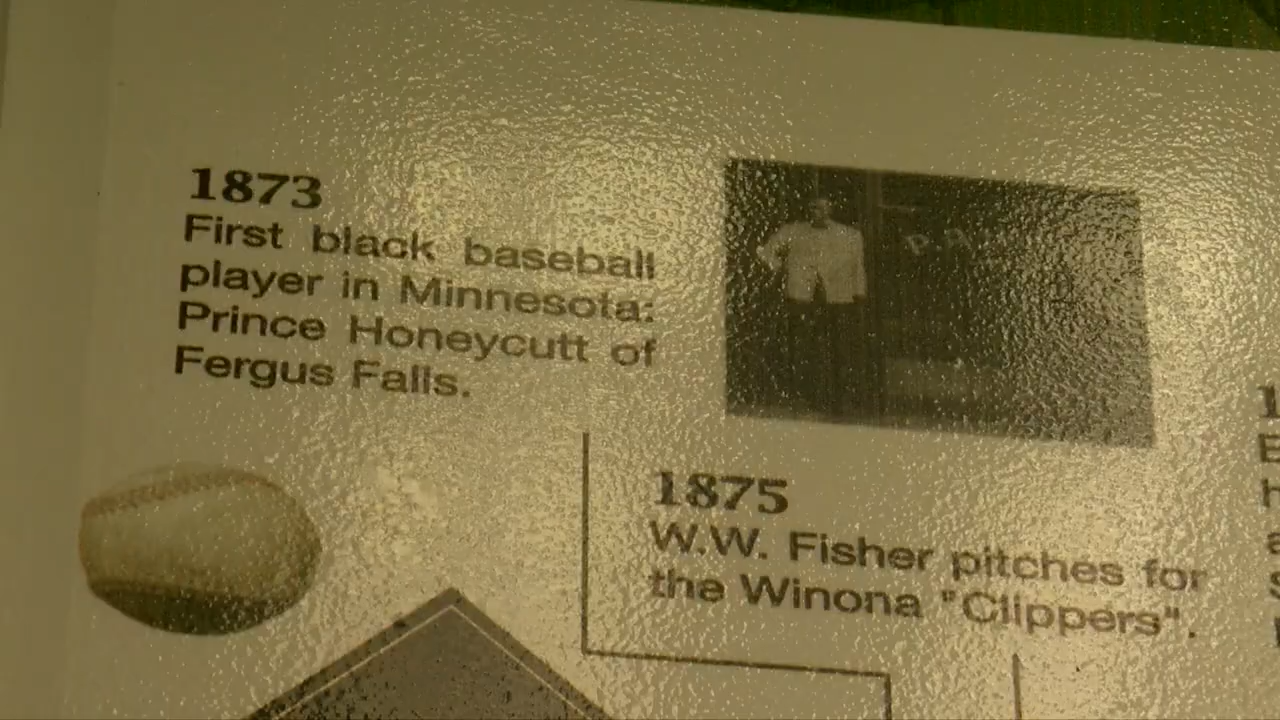 1873
First black baseball
player in Minnesota:
Prince Honeycutt of
Fergus Falls.
1875
W.W. Fisher pitches for
the Winona "Clippers".